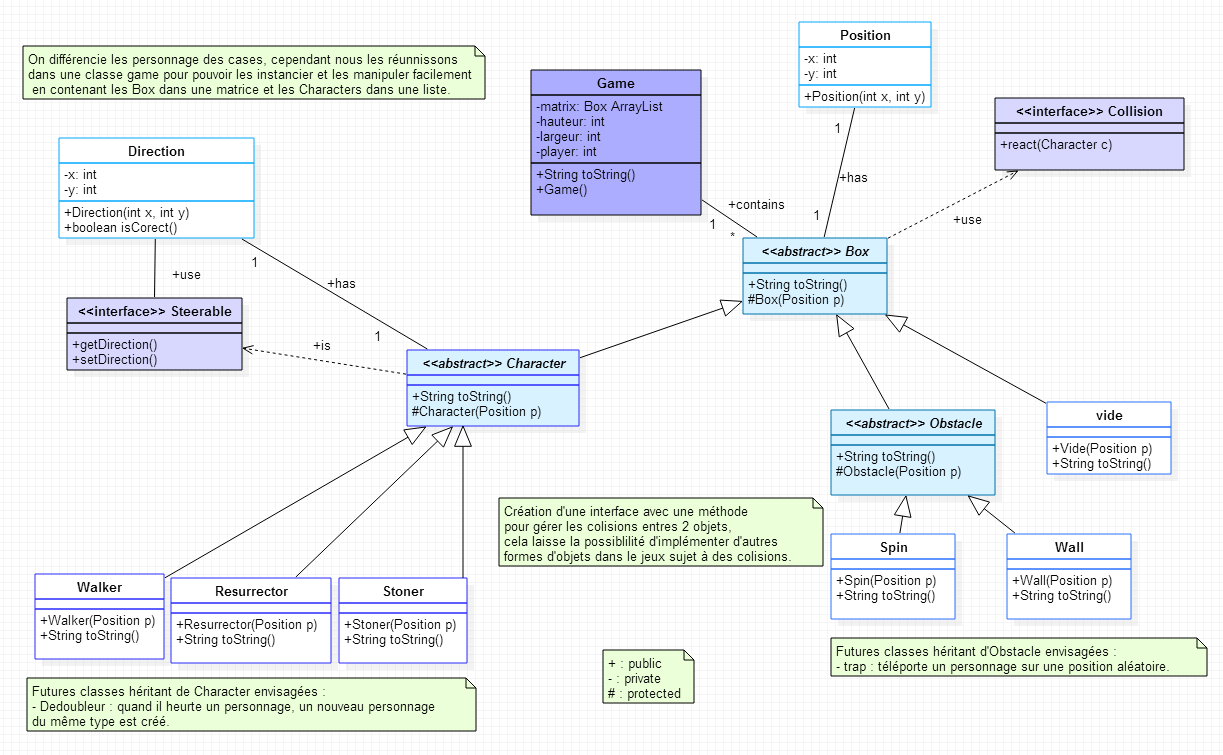 On différencie les personnage des cases, cependant nous les réunnissons
dans une classe game pour pouvoir les instancier et les manipuler facilement
en contenant les Box dans une matrice et les Characters dans une liste.
Game
-matrix: Box ArrayList
-hauteur: int
-largeur: int
-player: int
+String toString()
+Game()
Position
-x: int
-y: int
+Position(int x, int y)
<<interface>> Collision
+react(Character c)
Direction
-x: int
-y: int
+Direction(int x, int y)
+boolean isCorect()
1
+has
1
+contains
1
*
+use
<<abstract>> Box
+String toString()
#Box(Position p)
+use
1
+has
1
<<interface>> Steerable
+getDirection()
+setDirection()
+is
<<abstract>> Character
+String toString()
#Character(Position p)
<<abstract>> Obstacle
+String toString()
#Obstacle(Position p)
vide
+Vide(Position p)
+String toString()
Création d'une interface avec une méthode
pour gérer les colisions entres 2 objets,
cela laisse la possiblilité d'implémenter d'autres
formes d'objets dans le jeux sujet à des colisions.
Spin
+Spin(Position p)
+String toString()
Wall
+Wall(Position p)
+String toString()
Walker
+Walker(Position p)
+String toString()
Resurrector
+Resurrector(Position p)
+String toString()
Stoner
+Stoner(Position p)
+String toString()
Futures classes héritant d'Obstacle envisagées :
- trap : téléporte un personnage sur une position aléatoire.
+ : public
- : private
# : protected
Futures classes héritant de Character envisagées :
- Dedoubleur : quand il heurte un personnage, un nouveau personnage
du même type est créé.